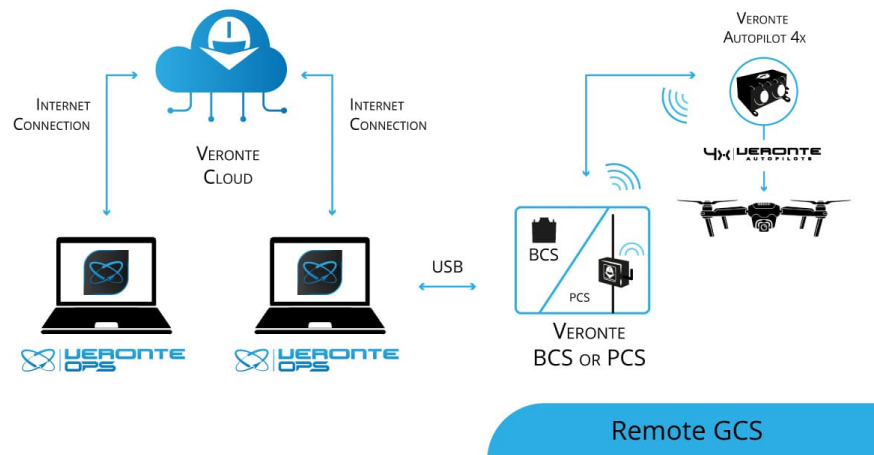 VERONTE
AUTOPILOT 4X
INTERNET
CONNECTION
INTERNET
CONNECTION
VERONTE
CLOUD
4X VERONTE
AUTOPILOTS
BCS
PCS
USB
VERONTE
BCS OR PCS
VERONTE
OPS
VERONTE
OPS
Remote GCS